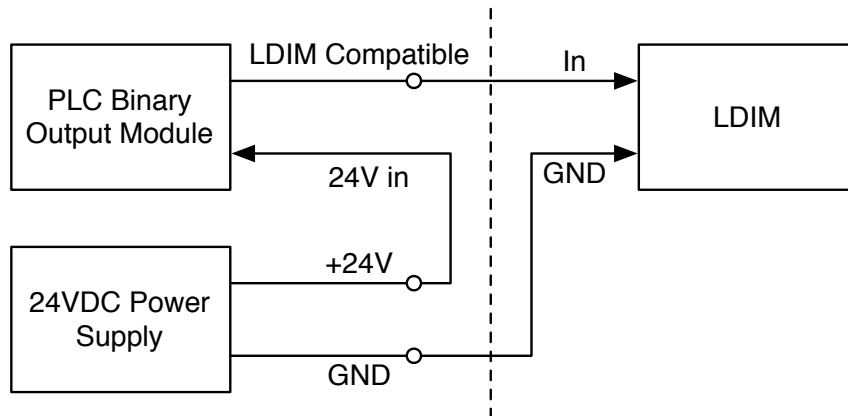 LDIM Compatible
In
PLC Binary
Output Module
LDIM
24V in
GND
+24V
24VDC Power
Supply
GND